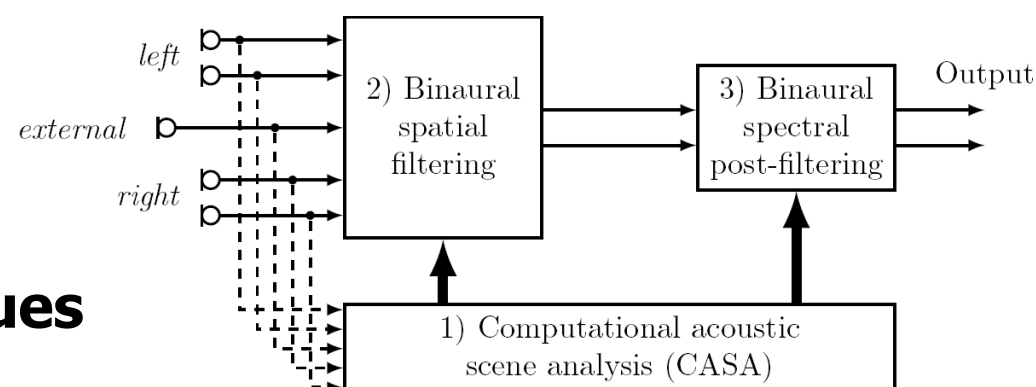 left
external
right
2) Binaural
spatial
filtering
3) Binaural
spectral
post-filtering
Output
ues
1) Computational acoustic
scene analysis (CASA)